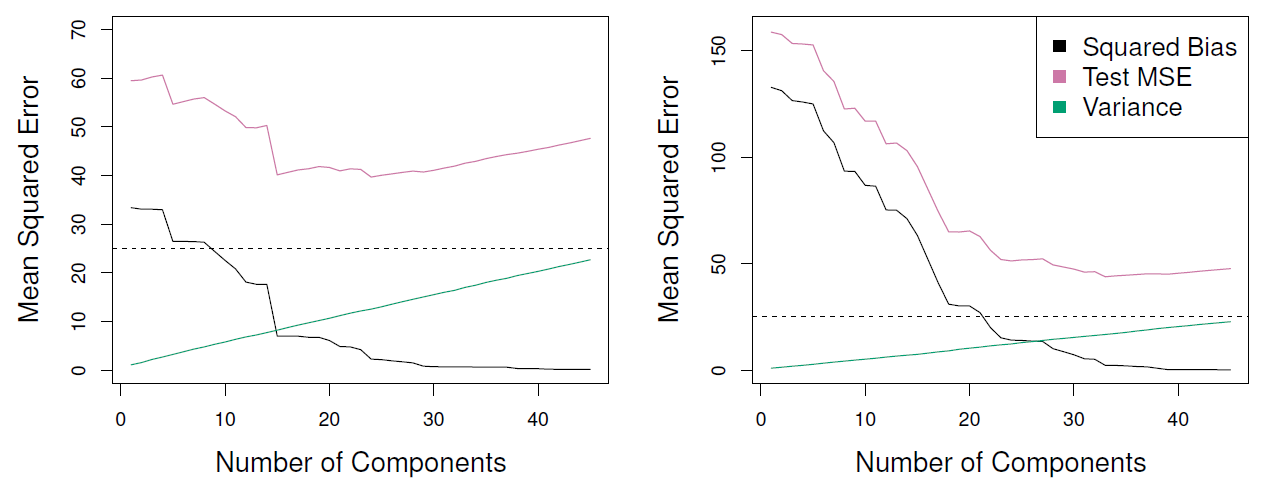 70
60
50
40
30
20
10
0
Mean Squared Error
0 10 20 30 40
Number of Components
150
100
50
0
Mean Squared Error
0 10 20 30 40
Number of Components
Squared Bias
Test MSE
Variance